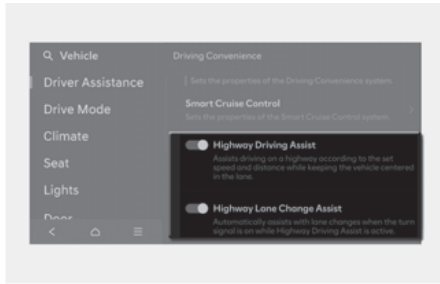 Vehicle
Driver Assistance
Drive Mode
Climate
Seat
Lights
Door
Driving Convenience
Sets the properties of the Driving Convenience system.
Smart Cruise Control
Sets the properties of the Smart Cruise Control system.
Highway Driving Assist
Assists driving on a highway according to the set
speed and distance while keeping the vehicle centered
in the lane.
Highway Lane Change Assist
Automatically assists with lane changes when the turn
signal is on while Highway Driving Assist is active.